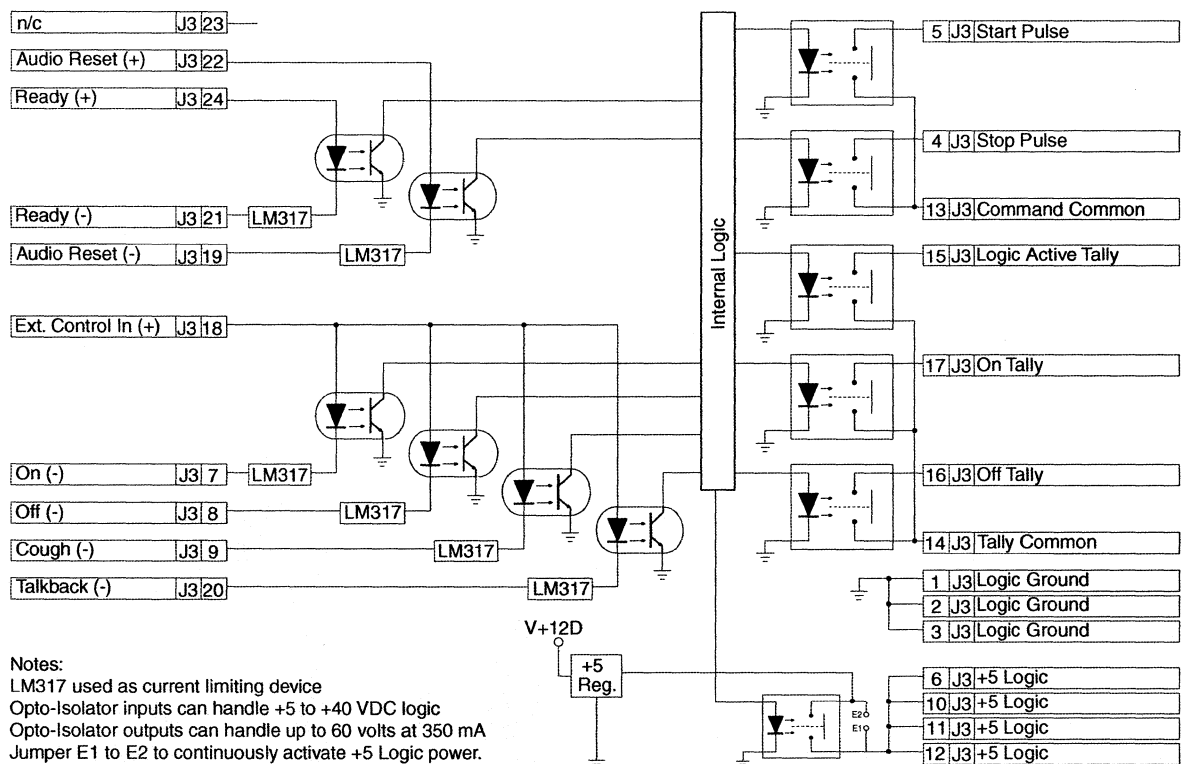 n/c J3 23
Audio Reset (+) J3 22
Ready (+) J3 24
Ready (-) J3 21 LM317
Audio Reset (-) J3 19 LM317
Ext. Control In (+) J3 18
On (-) J3 7 LM317
Off (-) J3 8 LM317
Cough (-) J3 9 LM317
Talkback (-) J3 20 LM317
Internal Logic
5 J3 Start Pulse
4 J3 Stop Pulse
13 J3 Command Common
15 J3 Logic Active Tally
17 J3 On Tally
16 J3 Off Tally
14 J3 Tally Common
1 J3 Logic Ground
2 J3 Logic Ground
3 J3 Logic Ground
V+12D
+5
Reg.
E2
E1
6 J3 +5 Logic
10 J3 +5 Logic
11 J3 +5 Logic
12 J3 +5 Logic
Notes:
LM317 used as current limiting device
Opto-Isolator inputs can handle +5 to +40 VDC logic
Opto-Isolator outputs can handle up to 60 volts at 350 mA
Jumper E1 to E2 to continuously activate +5 Logic power.